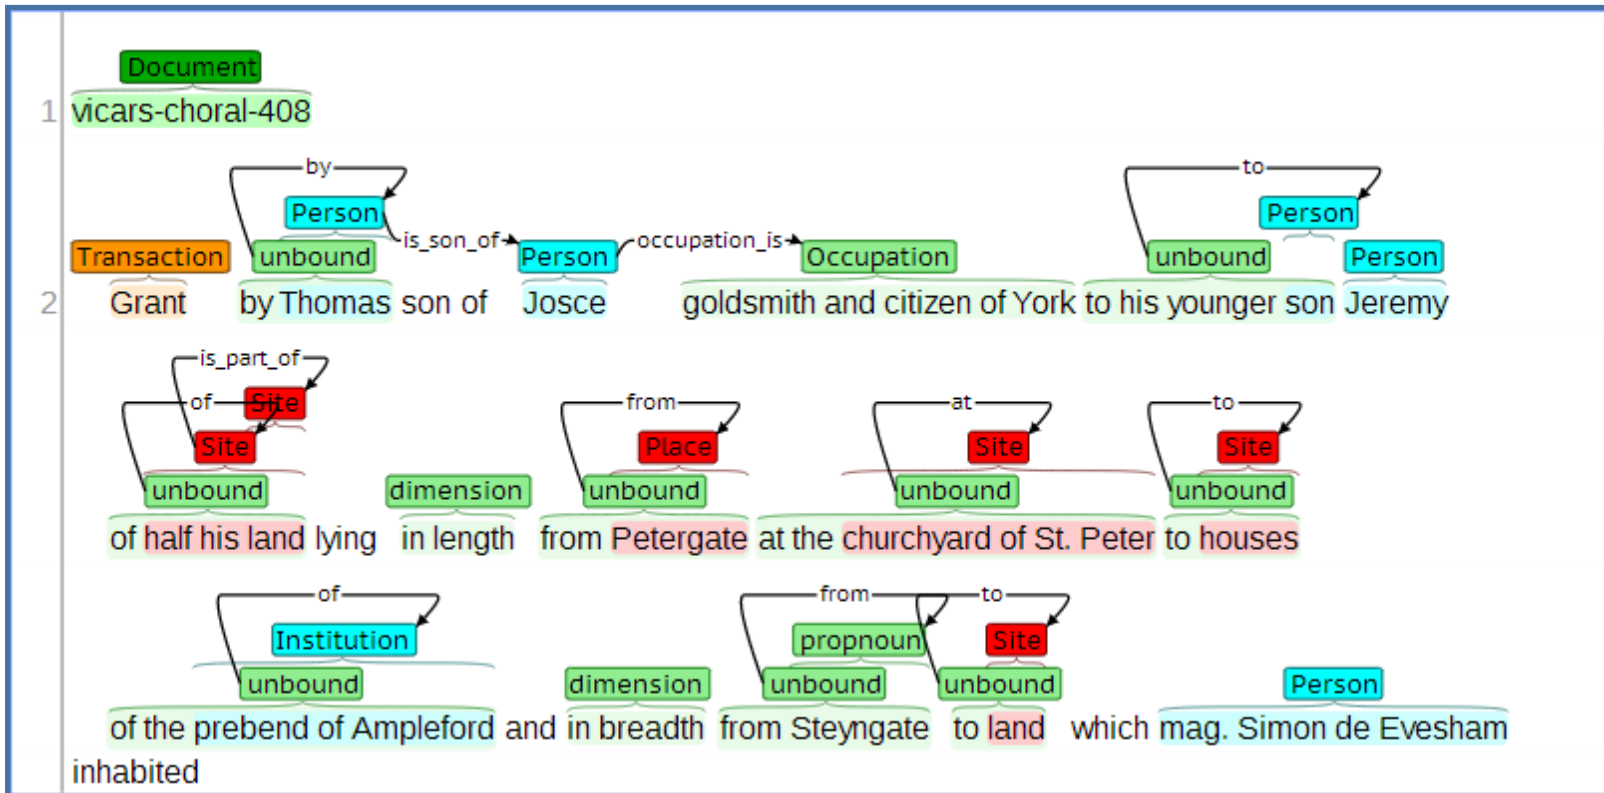 Document
1 vicars-choral-408
by to
Person Person
is_son_of occupation_is
Transaction unbound Person Occupation unbound Person
2 Grant by Thomas son of Josce goldsmith and citizen of York to his younger son Jeremy
is_part_of
of Site from at to
Site Place Site Site
unbound dimension unbound unbound unbound
of half his land lying in length from Petergate at the churchyard of St. Peter to houses
of from to
Institution propnoun Site
unbound dimension unbound unbound Person
of the prebend of Ampleford and in breadth from Steyngate to land which mag. Simon de Evesham
inhabited